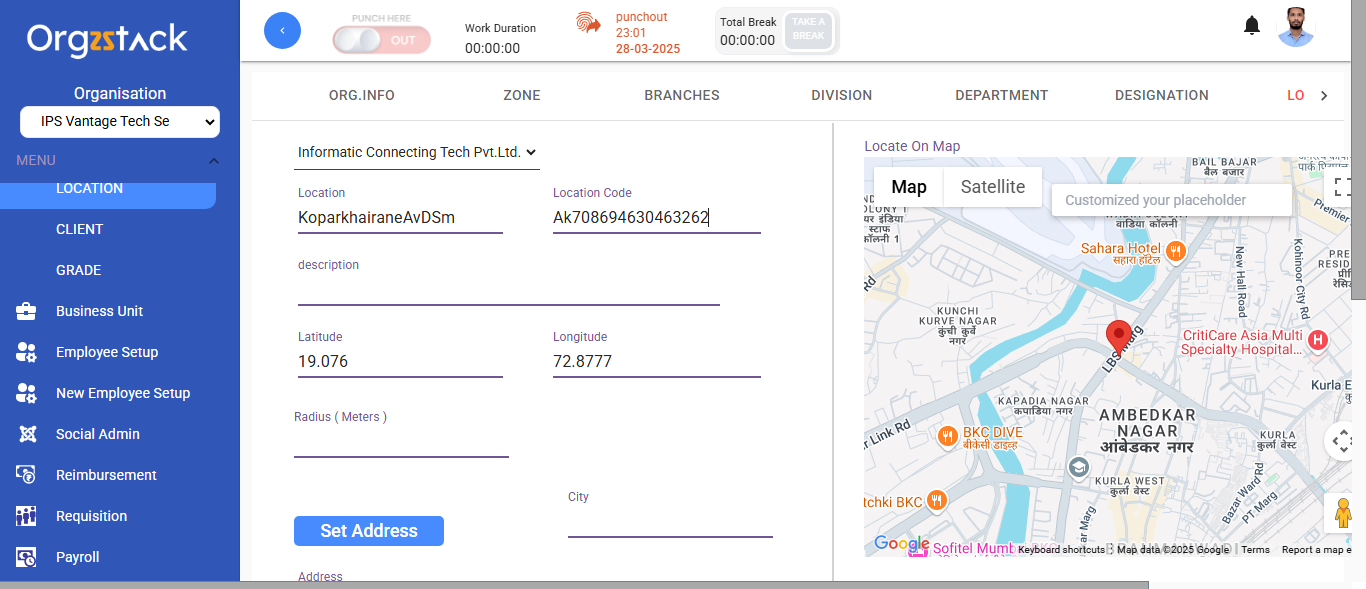 Orgzstack
Organisation
IPS Vantage Tech Se
MENU
LOCATION
CLIENT
GRADE
Business Unit
Employee Setup
New Employee Setup
Social Admin
Reimbursement
Requisition
Payroll
PUNCH HERE
OUT
Work Duration
00:00:00
punchout
23:01
28-03-2025
Total Break
00:00:00
TAKE A
BREAK
ORG.INFO
ZONE
BRANCHES
DIVISION
DEPARTMENT
DESIGNATION
LO
Informatic Connecting Tech Pvt.Ltd.
Location
Location Code
KoparkhairaneAvDSm
Ak708694630463262
description
Latitude
Longitude
19.076
72.8777
Radius ( Meters )
City
Set Address
Address
Locate On Map
Map
Satellite
Customized your placeholder
BAIL BAJAR
बैल बजार
Premier
OLONY 1
यर इंडिया
स्टाफ
कॉलनी 1
वाडिया कॉलनी
Sahara Hotel
सहारा हॉटेल
New Hall Road
Kohinoor City Rd
PRE
RESID
Rd
KUNCHI
KURVE NAGAR
कुंची कुर्वे
नगर
LBS Marg
CritiCare Asia Multi
Specialty Hospital...
H
Kurla E
KAPADIA NAGAR
कपाडिया नगर
AMBEDKAR
NAGAR
आंबेडकर नगर
r Link Rd
BKC DIVE
बीकेसी डाइव्ह
KURLA
कुर्ला बेस्ट
KURLA WEST
कुर्ला बेस्ट
Bazar Ward Rd
PT Marg
tchki BKC
ar Marg
Google
Sofitel Mumb
Keyboard shortcuts
Map data ©2025 Google
Terms
Report a map e